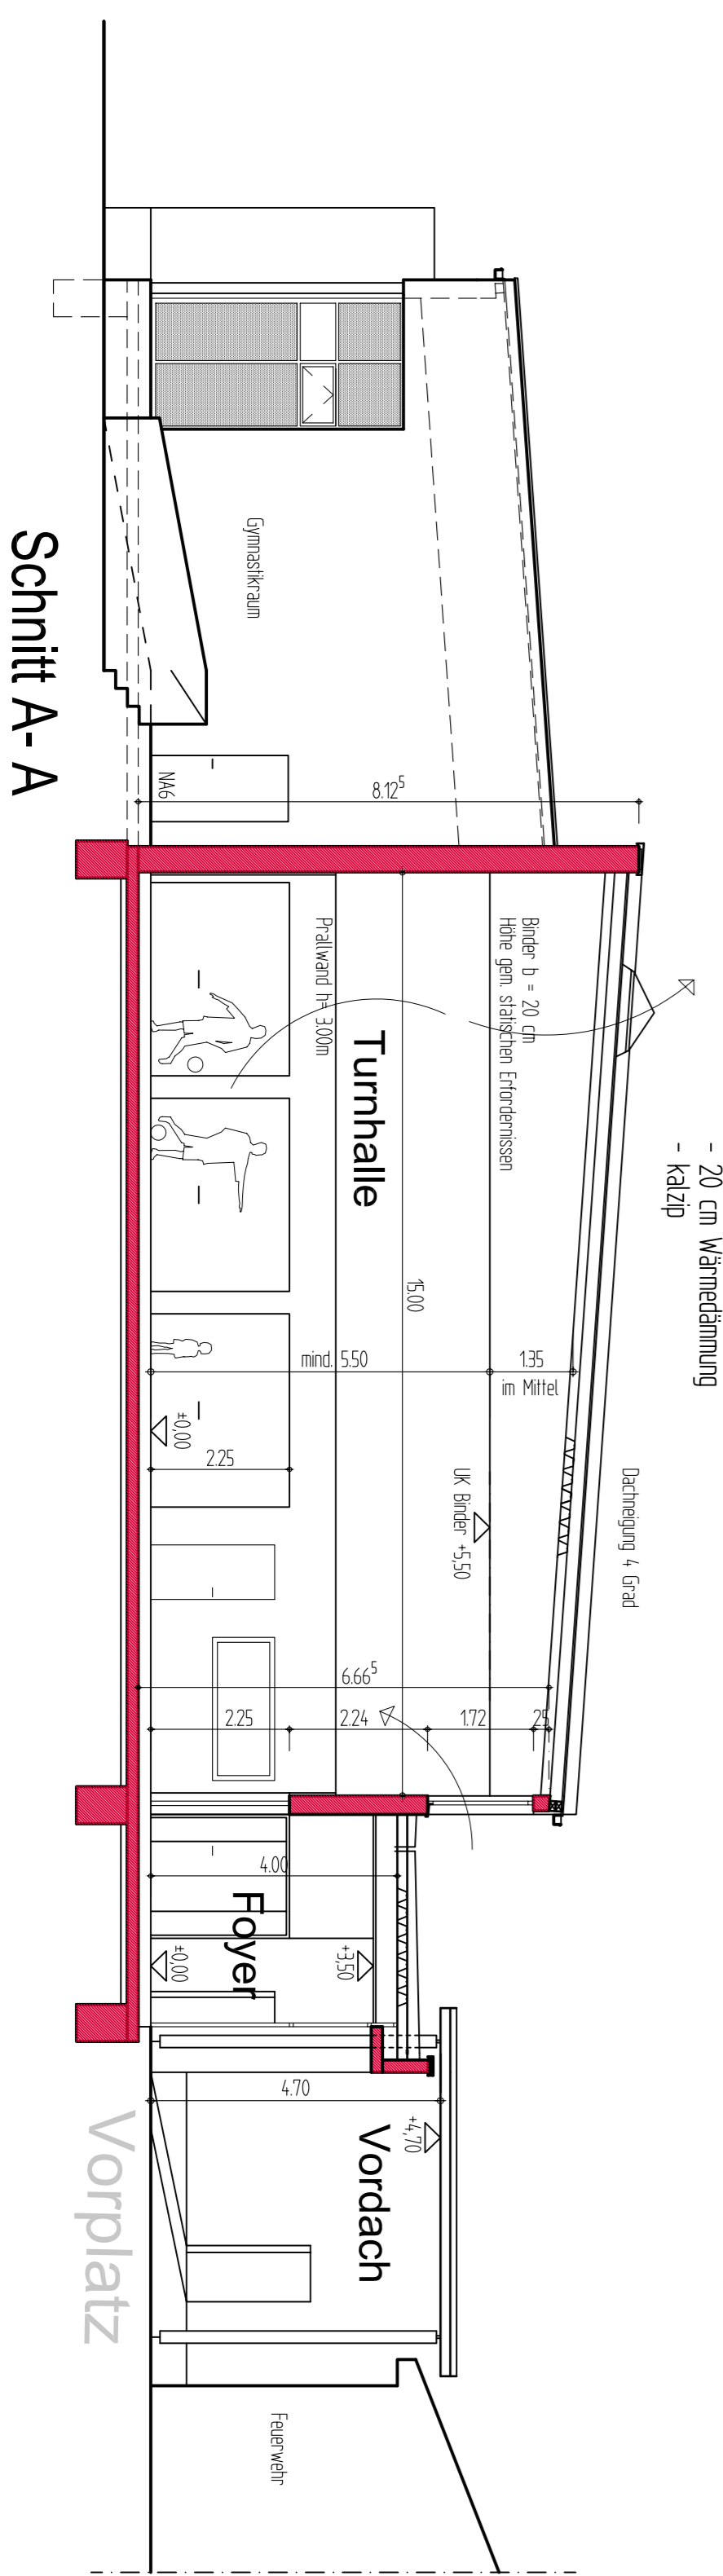 - 20 cm Wärmedämmung
- kalzip
Dachneigung 4 Grad
Binder b = 20 cm
Höhe gem. statischen Erfordernissen
1.35
im Mittel
UK Binder +5,50
25
1.72
8.12⁵
15.00
mind. 5.50
Turnhalle
Prallwand h= 3.00m
6.66⁵
2.24
2.25
2.25
±0,00
Gymnastikraum
NA6
+3,50
4.00
Foyer
±0,00
+4,70
Vordach
4.70
Feuerwehr
Vorplatz
Schnitt A- A